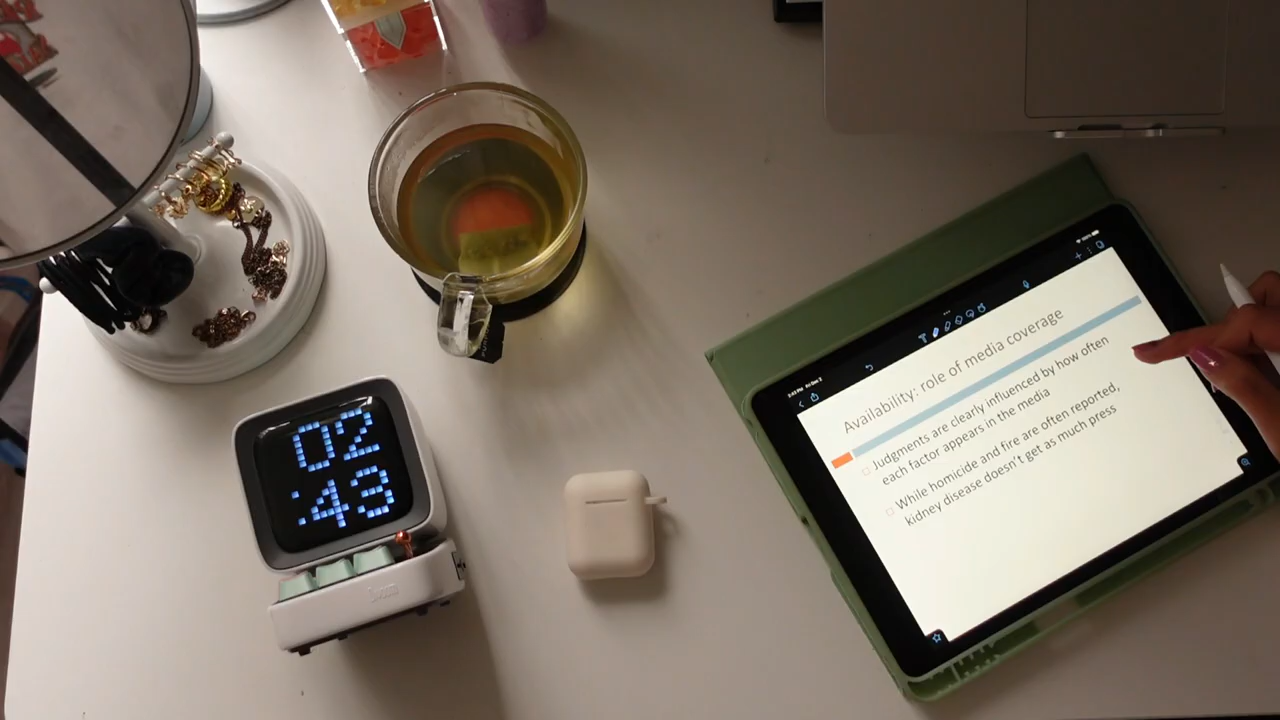 02
:43
Availability: role of media coverage
Judgments are clearly influenced by how often
each factor appears in the media
While homicide and fire are often reported,
kidney disease doesn't get as much press